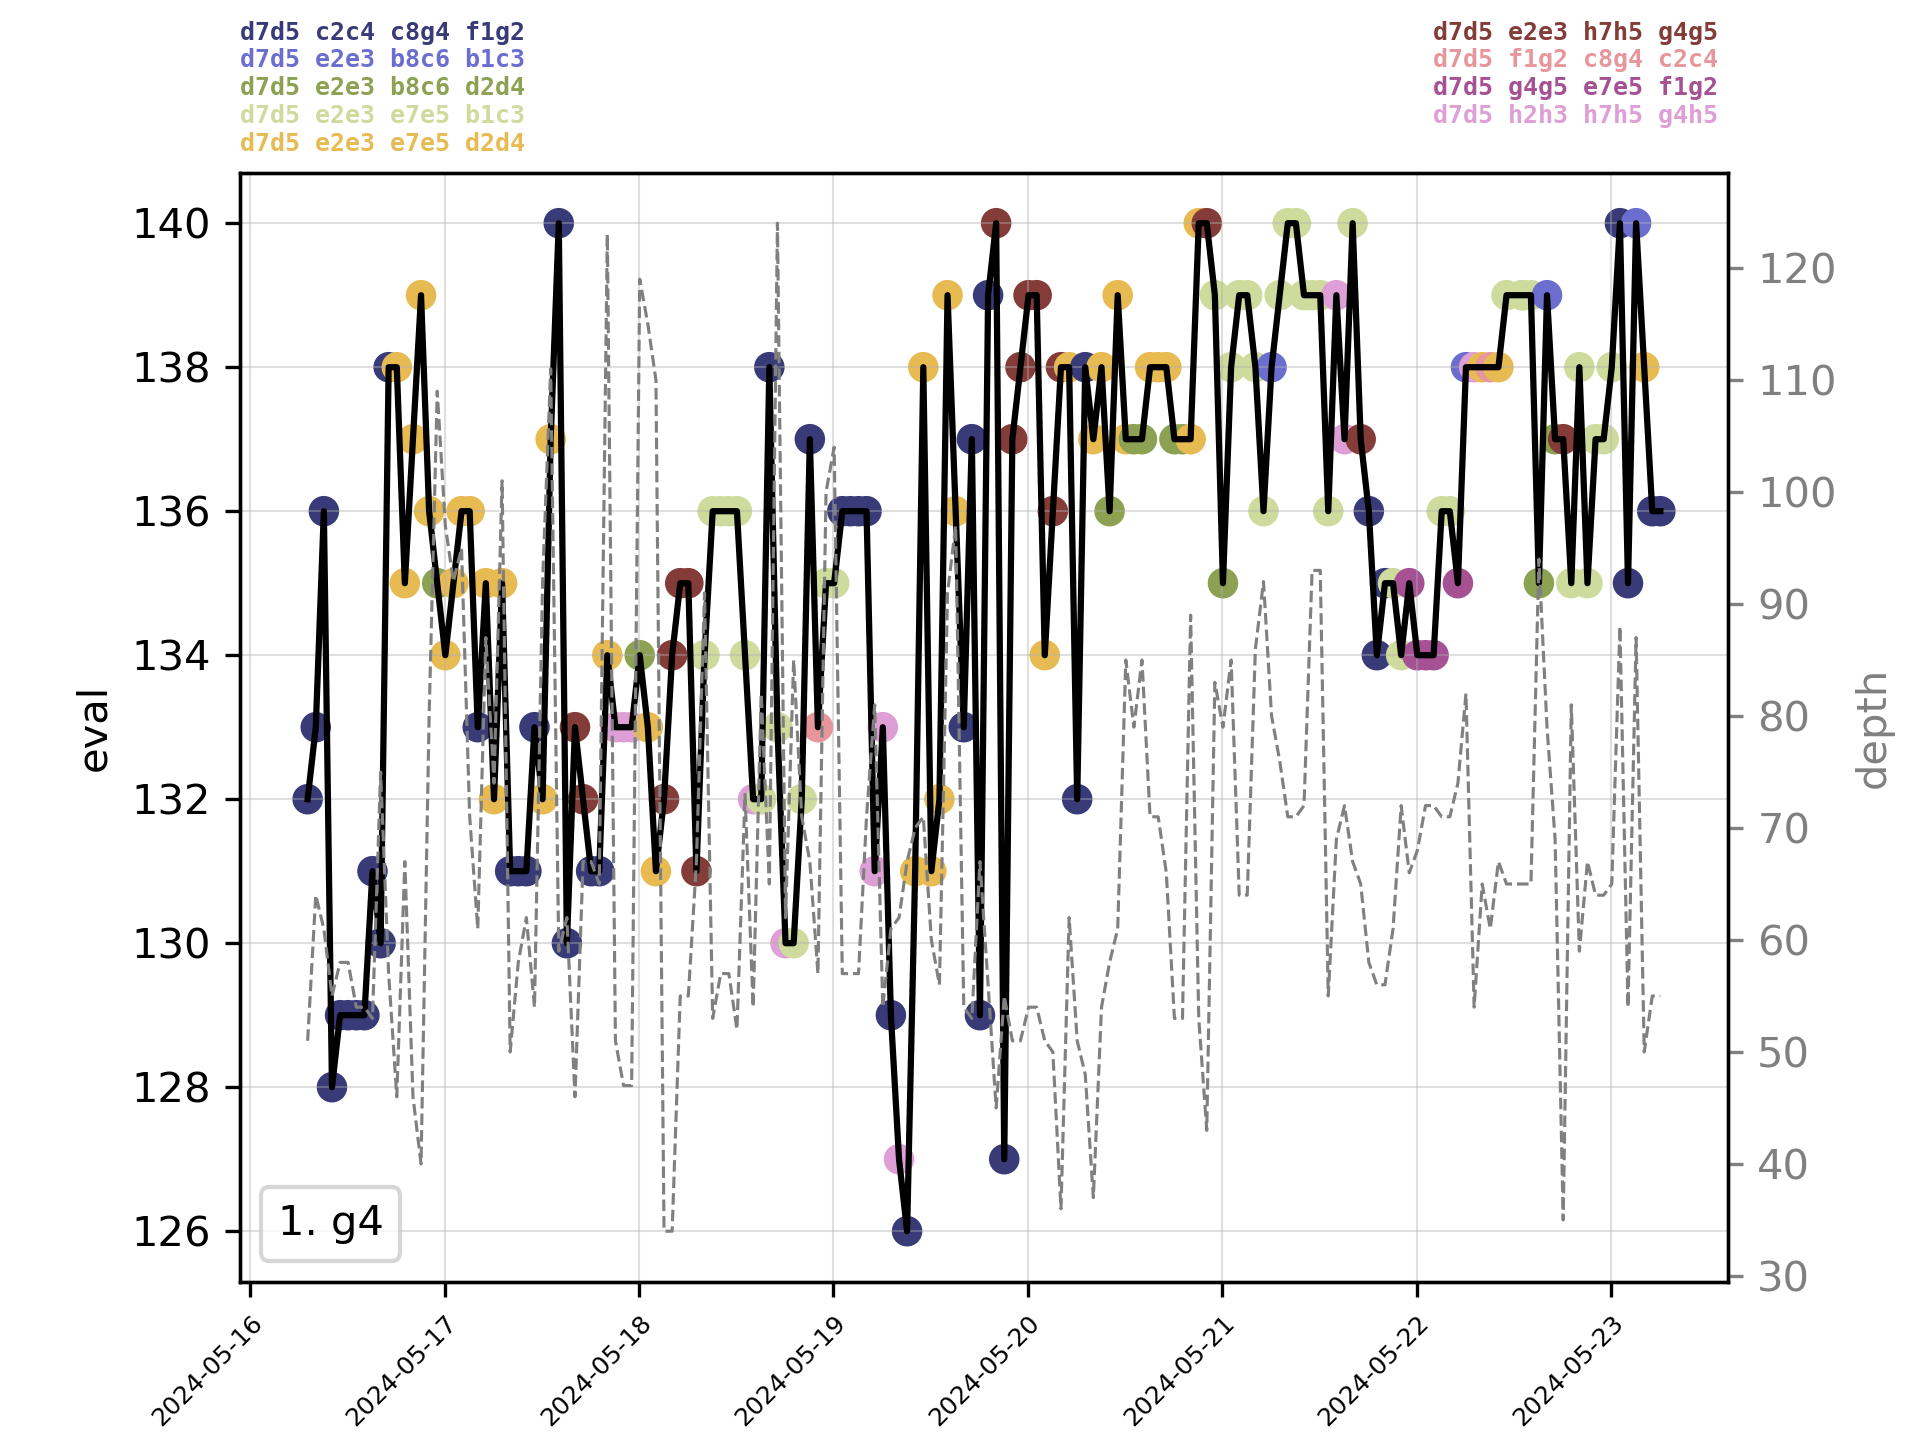 d7d5 c2c4 c8g4 f1g2
d7d5 e2e3 b8c6 b1c3
d7d5 e2e3 b8c6 d2d4
d7d5 e2e3 e7e5 b1c3
d7d5 e2e3 e7e5 d2d4
d7d5 e2e3 h7h5 g4g5
d7d5 f1g2 c8g4 c2c4
d7d5 g4g5 e7e5 f1g2
d7d5 h2h3 h7h5 g4h5
140
138
136
134
132
130
128
126
eval
120
110
100
90
80
70
60
50
40
30
depth
1. g4
2024-05-16
2024-05-17
2024-05-18
2024-05-19
2024-05-20
2024-05-21
2024-05-22
2024-05-23